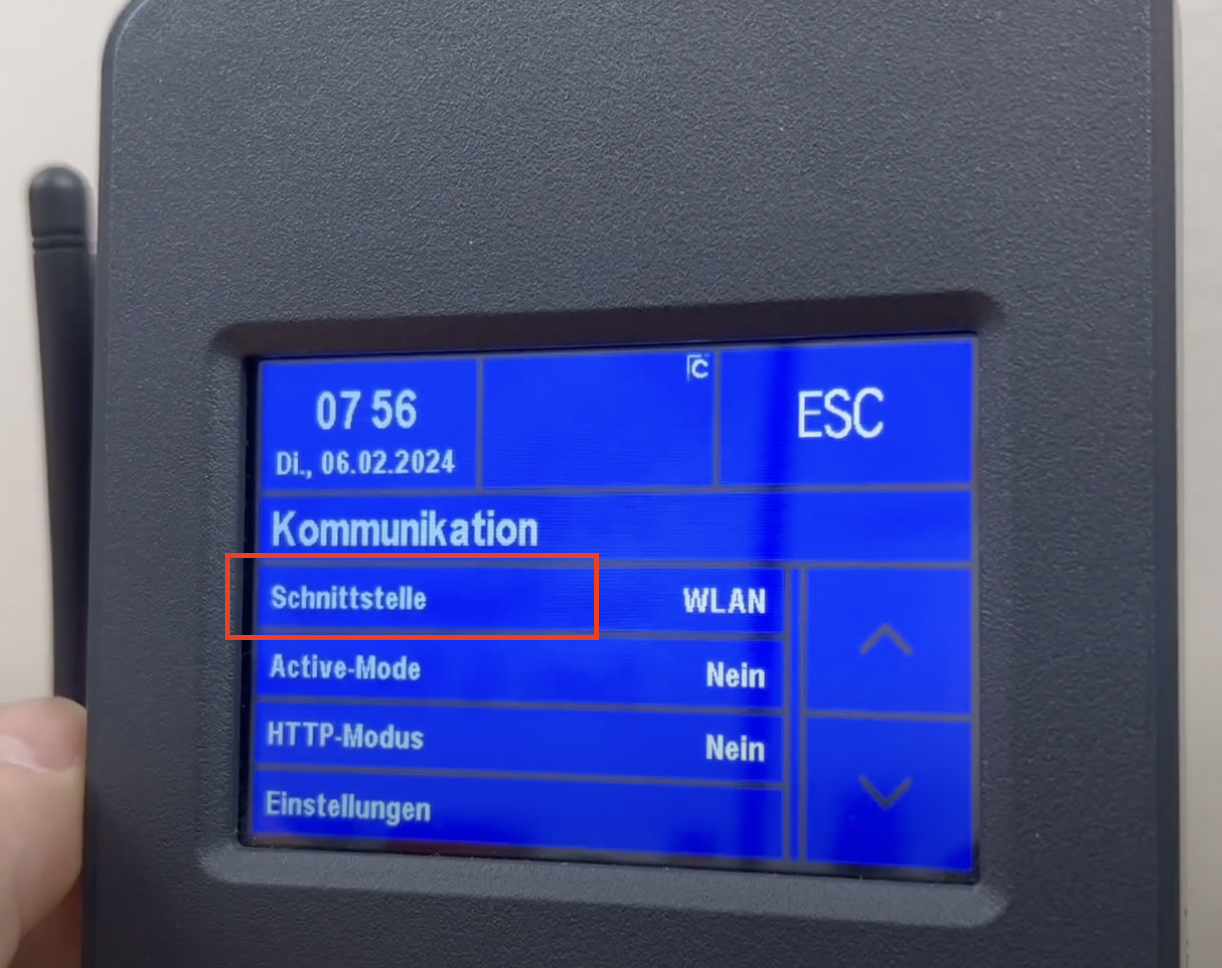 07 56
Di., 06.02.2024
C
ESC
Kommunikation
Schnittstelle WLAN
Active-Mode Nein
HTTP-Modus Nein
Einstellungen